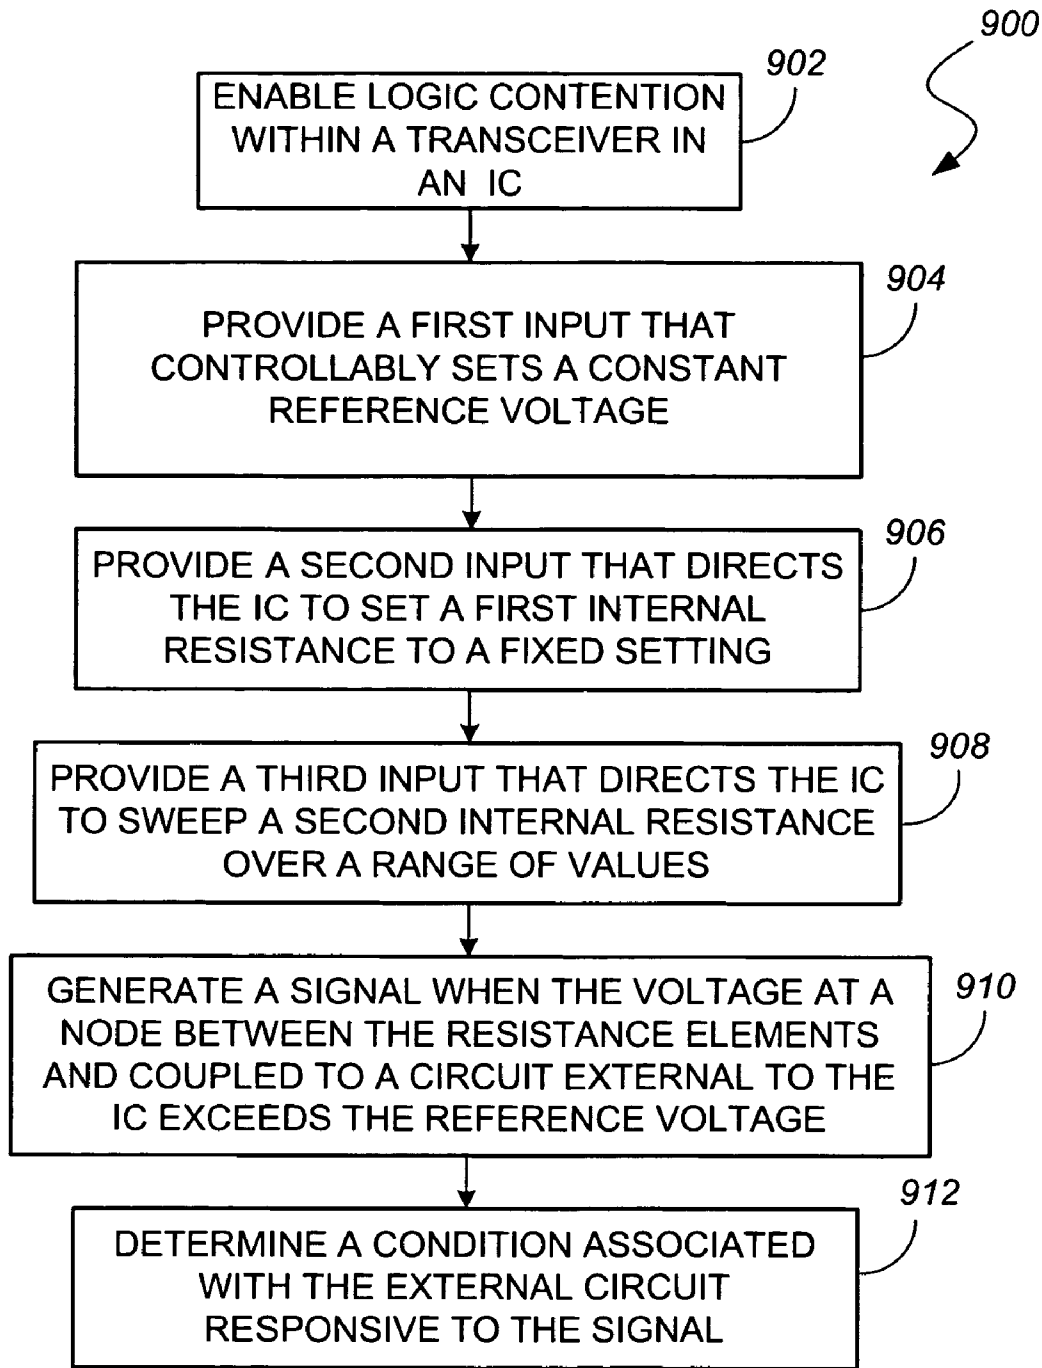 900
902
ENABLE LOGIC CONTENTION
WITHIN A TRANSCEIVER IN
AN IC
904
PROVIDE A FIRST INPUT THAT
CONTROLLABLY SETS A CONSTANT
REFERENCE VOLTAGE
906
PROVIDE A SECOND INPUT THAT DIRECTS
THE IC TO SET A FIRST INTERNAL
RESISTANCE TO A FIXED SETTING
908
PROVIDE A THIRD INPUT THAT DIRECTS THE IC
TO SWEEP A SECOND INTERNAL RESISTANCE
OVER A RANGE OF VALUES
910
GENERATE A SIGNAL WHEN THE VOLTAGE AT A
NODE BETWEEN THE RESISTANCE ELEMENTS
AND COUPLED TO A CIRCUIT EXTERNAL TO THE
IC EXCEEDS THE REFERENCE VOLTAGE
912
DETERMINE A CONDITION ASSOCIATED
WITH THE EXTERNAL CIRCUIT
RESPONSIVE TO THE SIGNAL